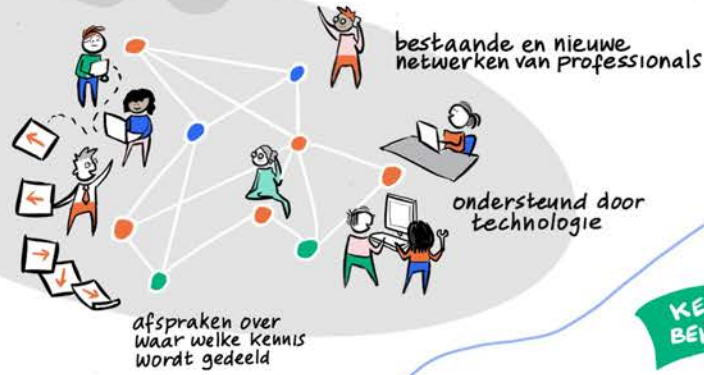 bestaande en nieuwe
netwerken van professionals
ondersteund door
technologie
afspraken over
waar welke kennis
wordt gedeeld